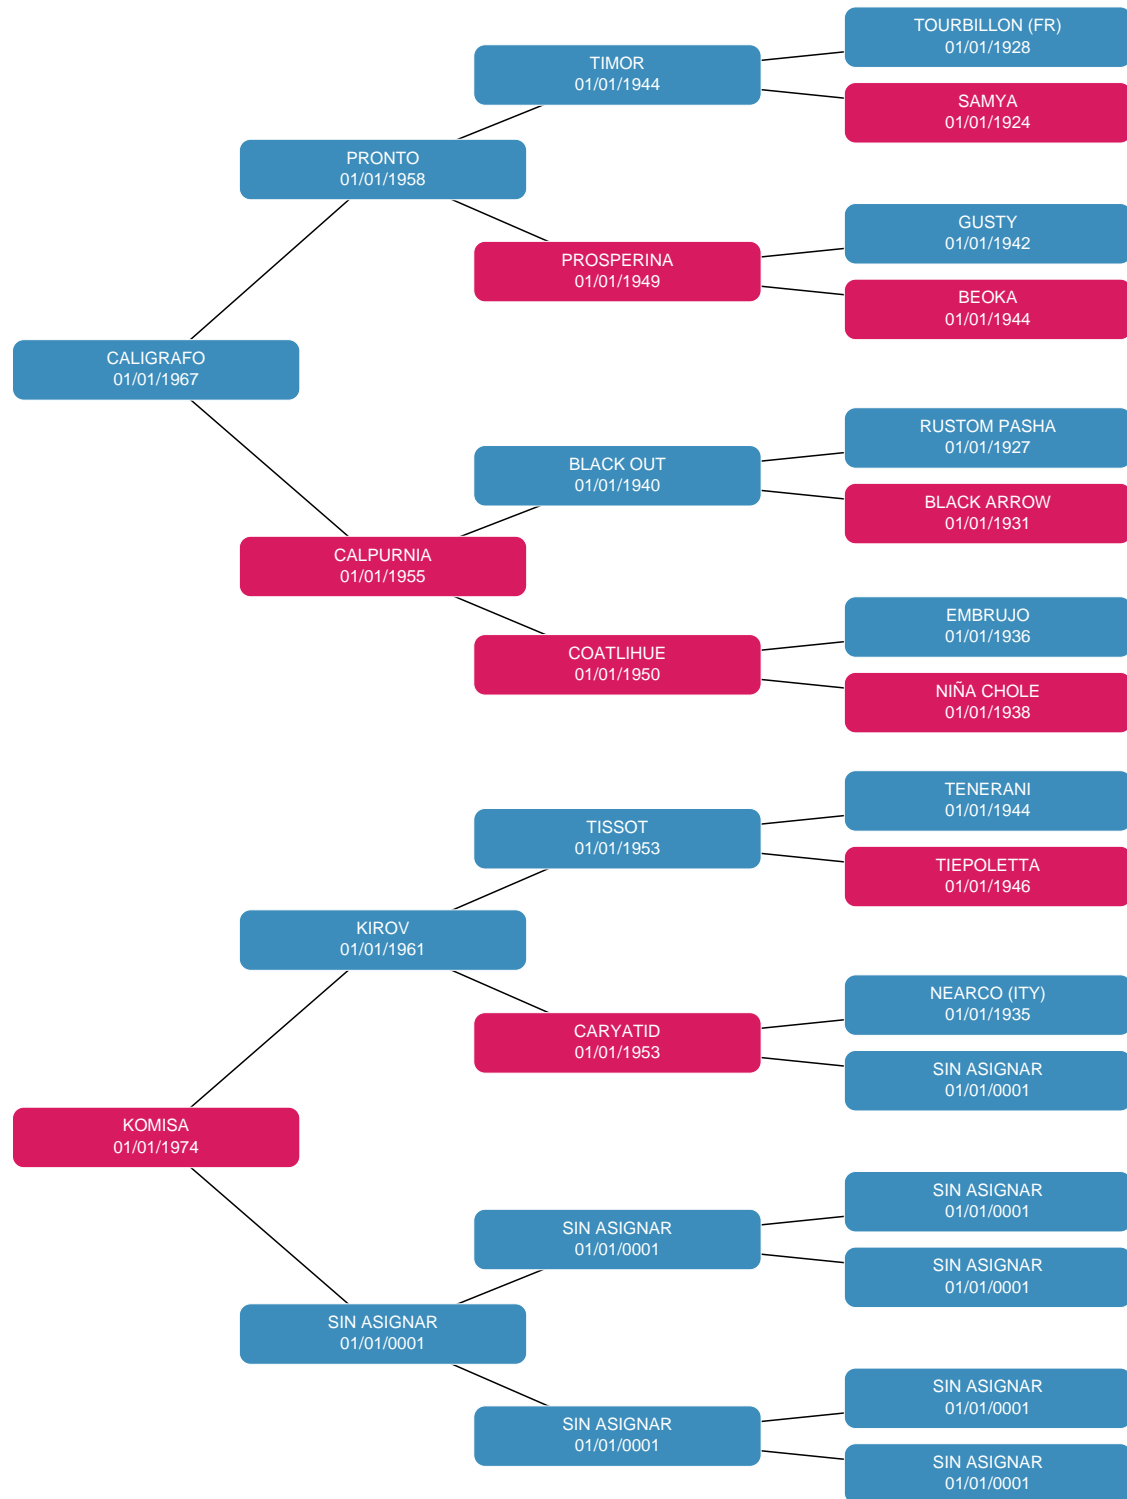 TOURBILLON (FR)
01/01/1928
TIMOR
01/01/1944
SAMYA
01/01/1924
PRONTO
01/01/1958
GUSTY
01/01/1942
PROSPERINA
01/01/1949
BEOKA
01/01/1944
CALIGRAFO
01/01/1967
RUSTOM PASHA
01/01/1927
BLACK OUT
01/01/1940
BLACK ARROW
01/01/1931
CALPURNIA
01/01/1955
EMBRUJO
01/01/1936
COATLIHUE
01/01/1950
NIÑA CHOLE
01/01/1938
TENERANI
01/01/1944
TISSOT
01/01/1953
TIEPOLETTA
01/01/1946
KIROV
01/01/1961
NEARCO (ITY)
01/01/1935
CARYATID
01/01/1953
SIN ASIGNAR
01/01/0001
KOMISA
01/01/1974
SIN ASIGNAR
01/01/0001
SIN ASIGNAR
01/01/0001
SIN ASIGNAR
01/01/0001
SIN ASIGNAR
01/01/0001
SIN ASIGNAR
01/01/0001
SIN ASIGNAR
01/01/0001
SIN ASIGNAR
01/01/0001